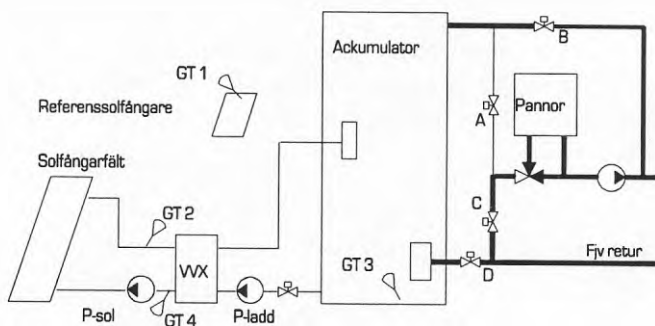 GT 1
Ackumulator
B
Referenssolfångare
Pannor
A
Solfångarfält
GT 2
C
VVX
GT 3
Fjv retur
D
P-sol
GT 4
P-ladd